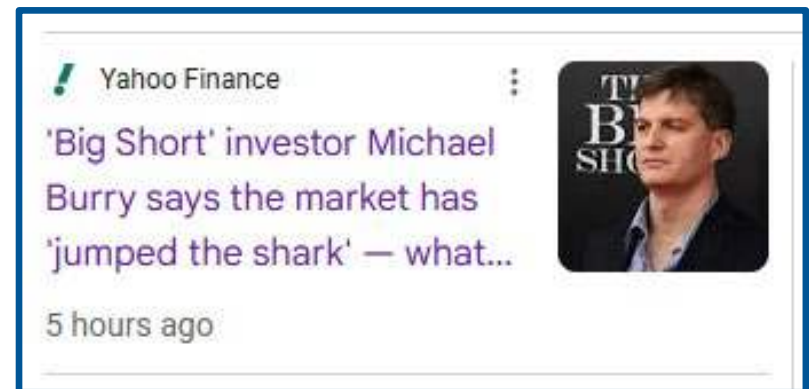 Yahoo Finance
'Big Short' investor Michael
Burry says the market has
'jumped the shark' — what...
5 hours ago